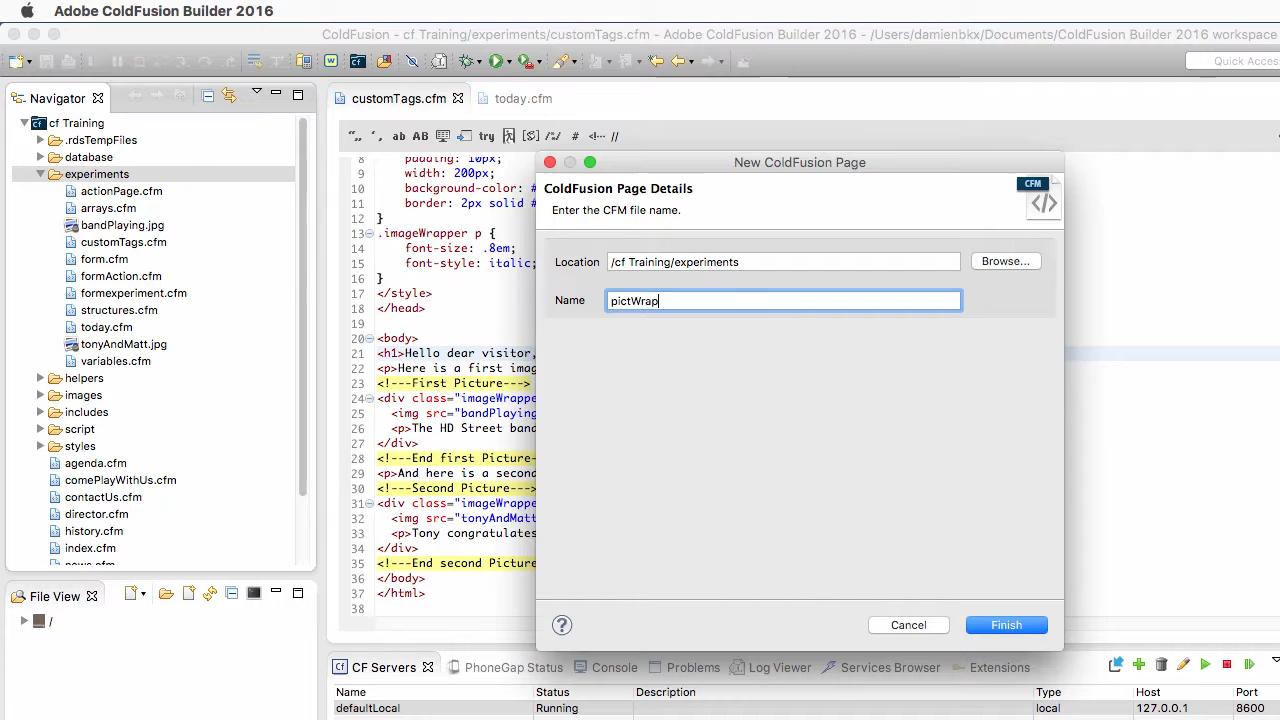 Adobe ColdFusion Builder 2016
ColdFusion - cf Training/experiments/customTags.cfm - Adobe ColdFusion Builder 2016 - /Users/damienbkx/Documents/ColdFusion Builder 2016 workspace
Quick Access
Navigator
customTags.cfm
today.cfm
cf Training
.rdsTempFiles
database
experiments
actionPage.cfm
arrays.cfm
bandPlaying.jpg
customTags.cfm
form.cfm
formAction.cfm
formexperiment.cfm
structures.cfm
today.cfm
tonyAndMatt.jpg
variables.cfm
helpers
images
includes
script
styles
agenda.cfm
comePlayWithUs.cfm
contactUs.cfm
director.cfm
history.cfm
index.cfm
news.cfm
ab AB try # <!-- //
8 padding: 10px;
9 width: 200px;
10 background-color: #
11 border: 2px solid #
12 }
13 .imageWrapper p {
14 font-size: .8em;
15 font-style: italic;
16 }
17 </style>
18 </head>
19
20 <body>
21 <h1>Hello dear visitor,
22 <p>Here is a first imag
23 <!---First Picture--->
24 <div class="imageWrappe
25 <img src="bandPlaying
26 <p>The HD Street band
27 </div>
28 <!---End first Picture-
29 <p>And here is a second
30 <!---Second Picture--->
31 <div class="imageWrappe
32 <img src="tonyAndMatt
33 <p>Tony congratulates
34 </div>
35 <!---End second Picture
36 </body>
37 </html>
38
New ColdFusion Page
ColdFusion Page Details
Enter the CFM file name.
CFM
Location /cf Training/experiments Browse...
Name pictWrap
? Cancel Finish
File View
/
Cf CF Servers PhoneGap Status Console Problems Log Viewer Services Browser Extensions
Name Status Description Type Host Port
defaultLocal Running local 127.0.0.1 8600